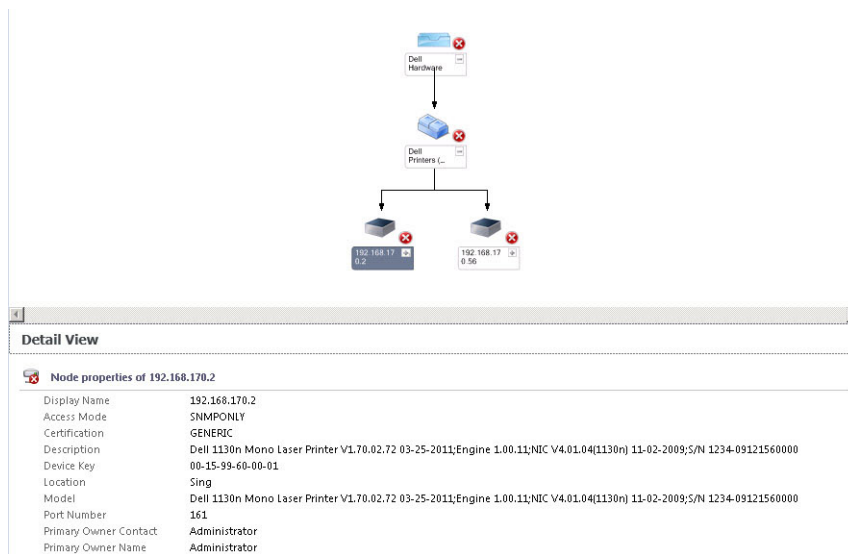 Dell
Hardware
Dell
Printers (...
192.168.17
0.2
192.168.17
0.56
Detail View
Node properties of 192.168.170.2
Display Name 192.168.170.2
Access Mode SNMPONLY
Certification GENERIC
Description Dell 1130n Mono Laser Printer V1.70.02.72 03-25-2011;Engine 1.00.11;NIC V4.01.04(1130n) 11-02-2009;S/N 1234-09121560000
Device Key 00-15-99-60-00-01
Location Sing
Model Dell 1130n Mono Laser Printer V1.70.02.72 03-25-2011;Engine 1.00.11;NIC V4.01.04(1130n) 11-02-2009;S/N 1234-09121560000
Port Number 161
Primary Owner Contact Administrator
Primary Owner Name Administrator